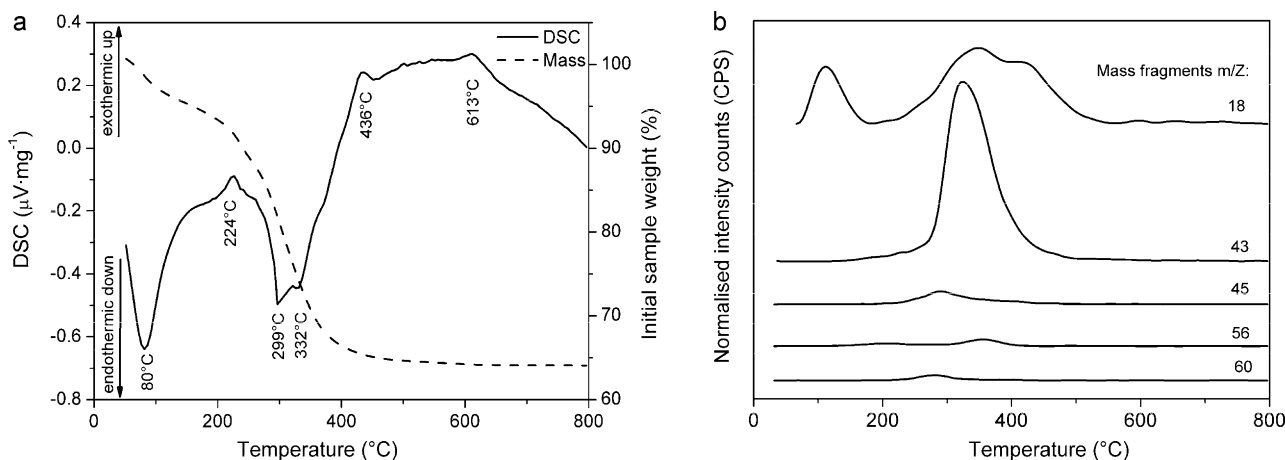 a
DSC (µV·mg⁻¹)
0.4
0.2
0.0
-0.2
-0.4
-0.6
-0.8
exothermic up
endothermic down
DSC
Mass
80°C
224°C
299°C
332°C
436°C
613°C
100
90
80
70
60
Initial sample weight (%)
0 200 400 600 800
Temperature (°C)
b
Normalised intensity counts (CPS)
Mass fragments m/Z:
18
43
45
56
60
0 200 400 600 800
Temperature (°C)